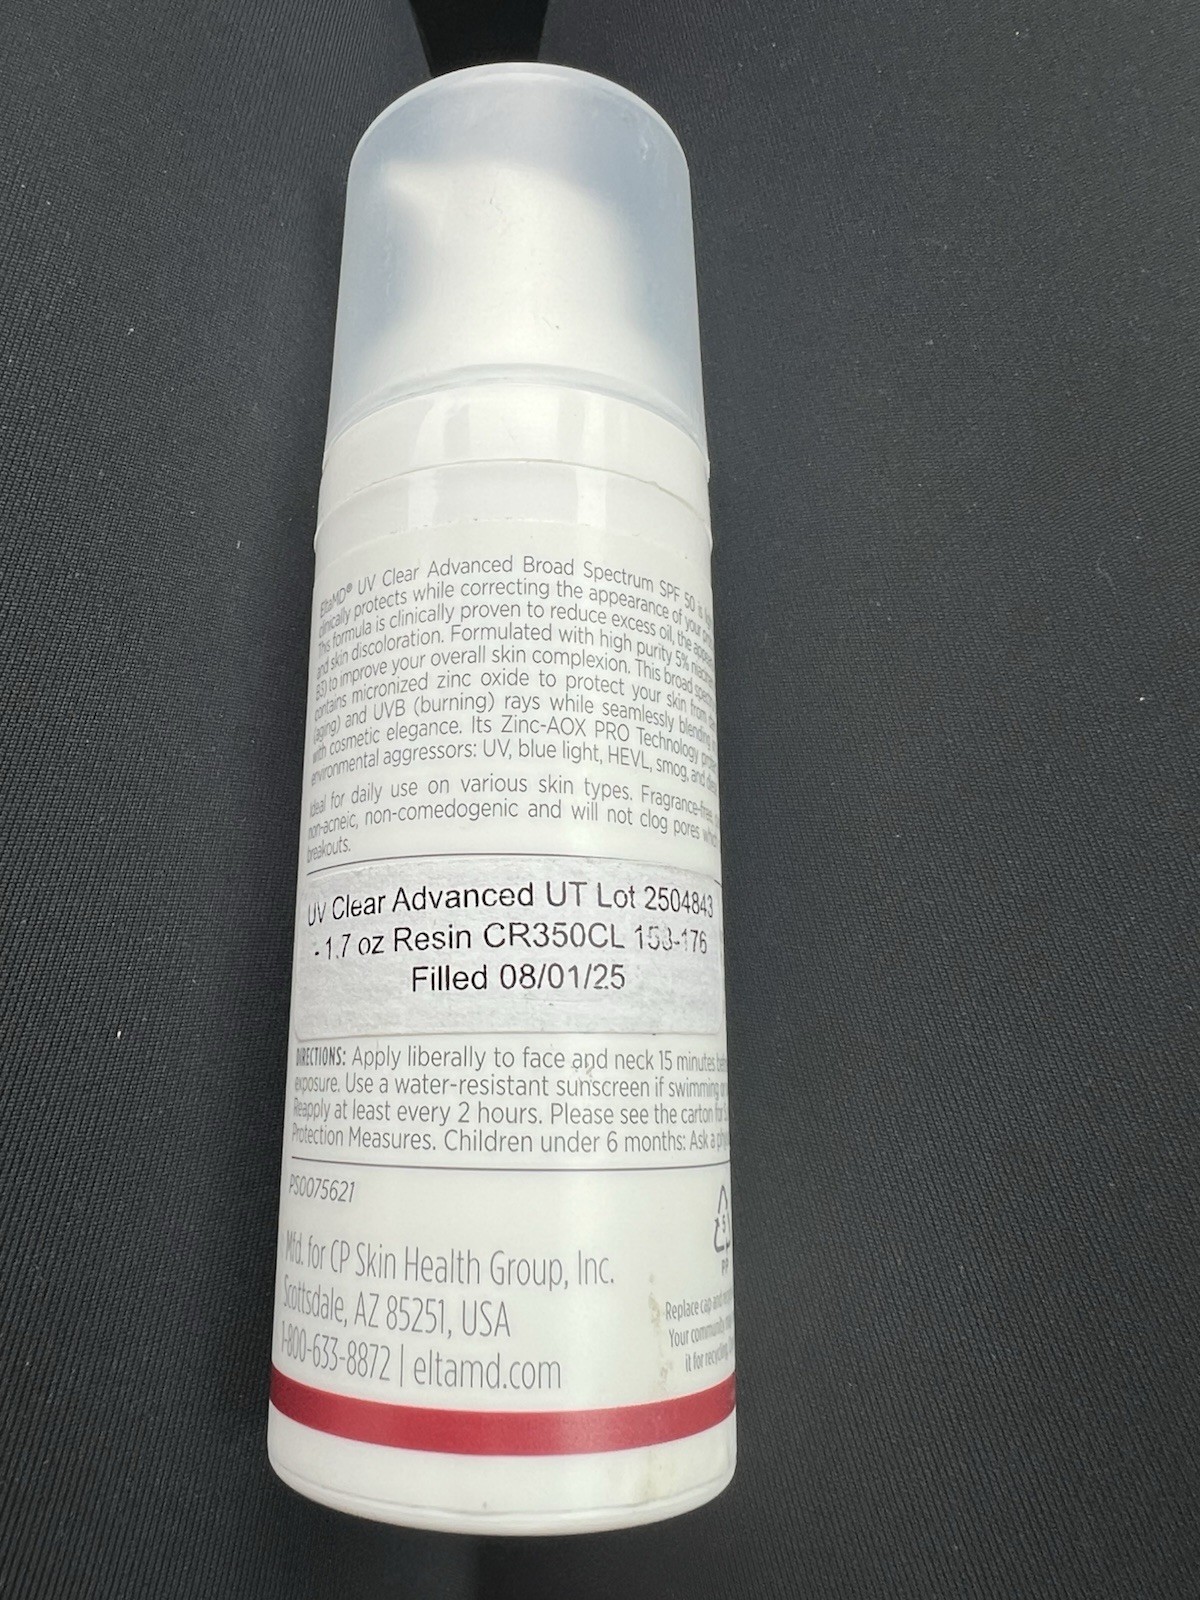 EltaMD® UV Clear Advanced Broad Spectrum SPF 50 is
clinically protects while correcting the appearance of your
This formula is clinically proven to reduce excess oil, the
and skin discoloration. Formulated with high purity 5%
B3) to improve your overall skin complexion. This broad
contains micronized zinc oxide to protect your skin from
(aging) and UVB (burning) rays while seamlessly blending
with cosmetic elegance. Its Zinc-AOX PRO Technology
environmental aggressors: UV, blue light, HEVL, smog, and
Ideal for daily use on various skin types. Fragrance-free
non-acneic, non-comedogenic and will not clog pores
breakouts.
UV Clear Advanced UT Lot 2504843
- 1.7 oz Resin CR350CL 153-176
Filled 08/01/25
DIRECTIONS: Apply liberally to face and neck 15 minutes
exposure. Use a water-resistant sunscreen if swimming
Reapply at least every 2 hours. Please see the carton for
Protection Measures. Children under 6 months: Ask a
PS0075621
5
PP
Mfd. for CP Skin Health Group, Inc.
Scottsdale, AZ 85251, USA
1-800-633-8872 | eltamd.com
Replace cap and
Your community
it for recycling.